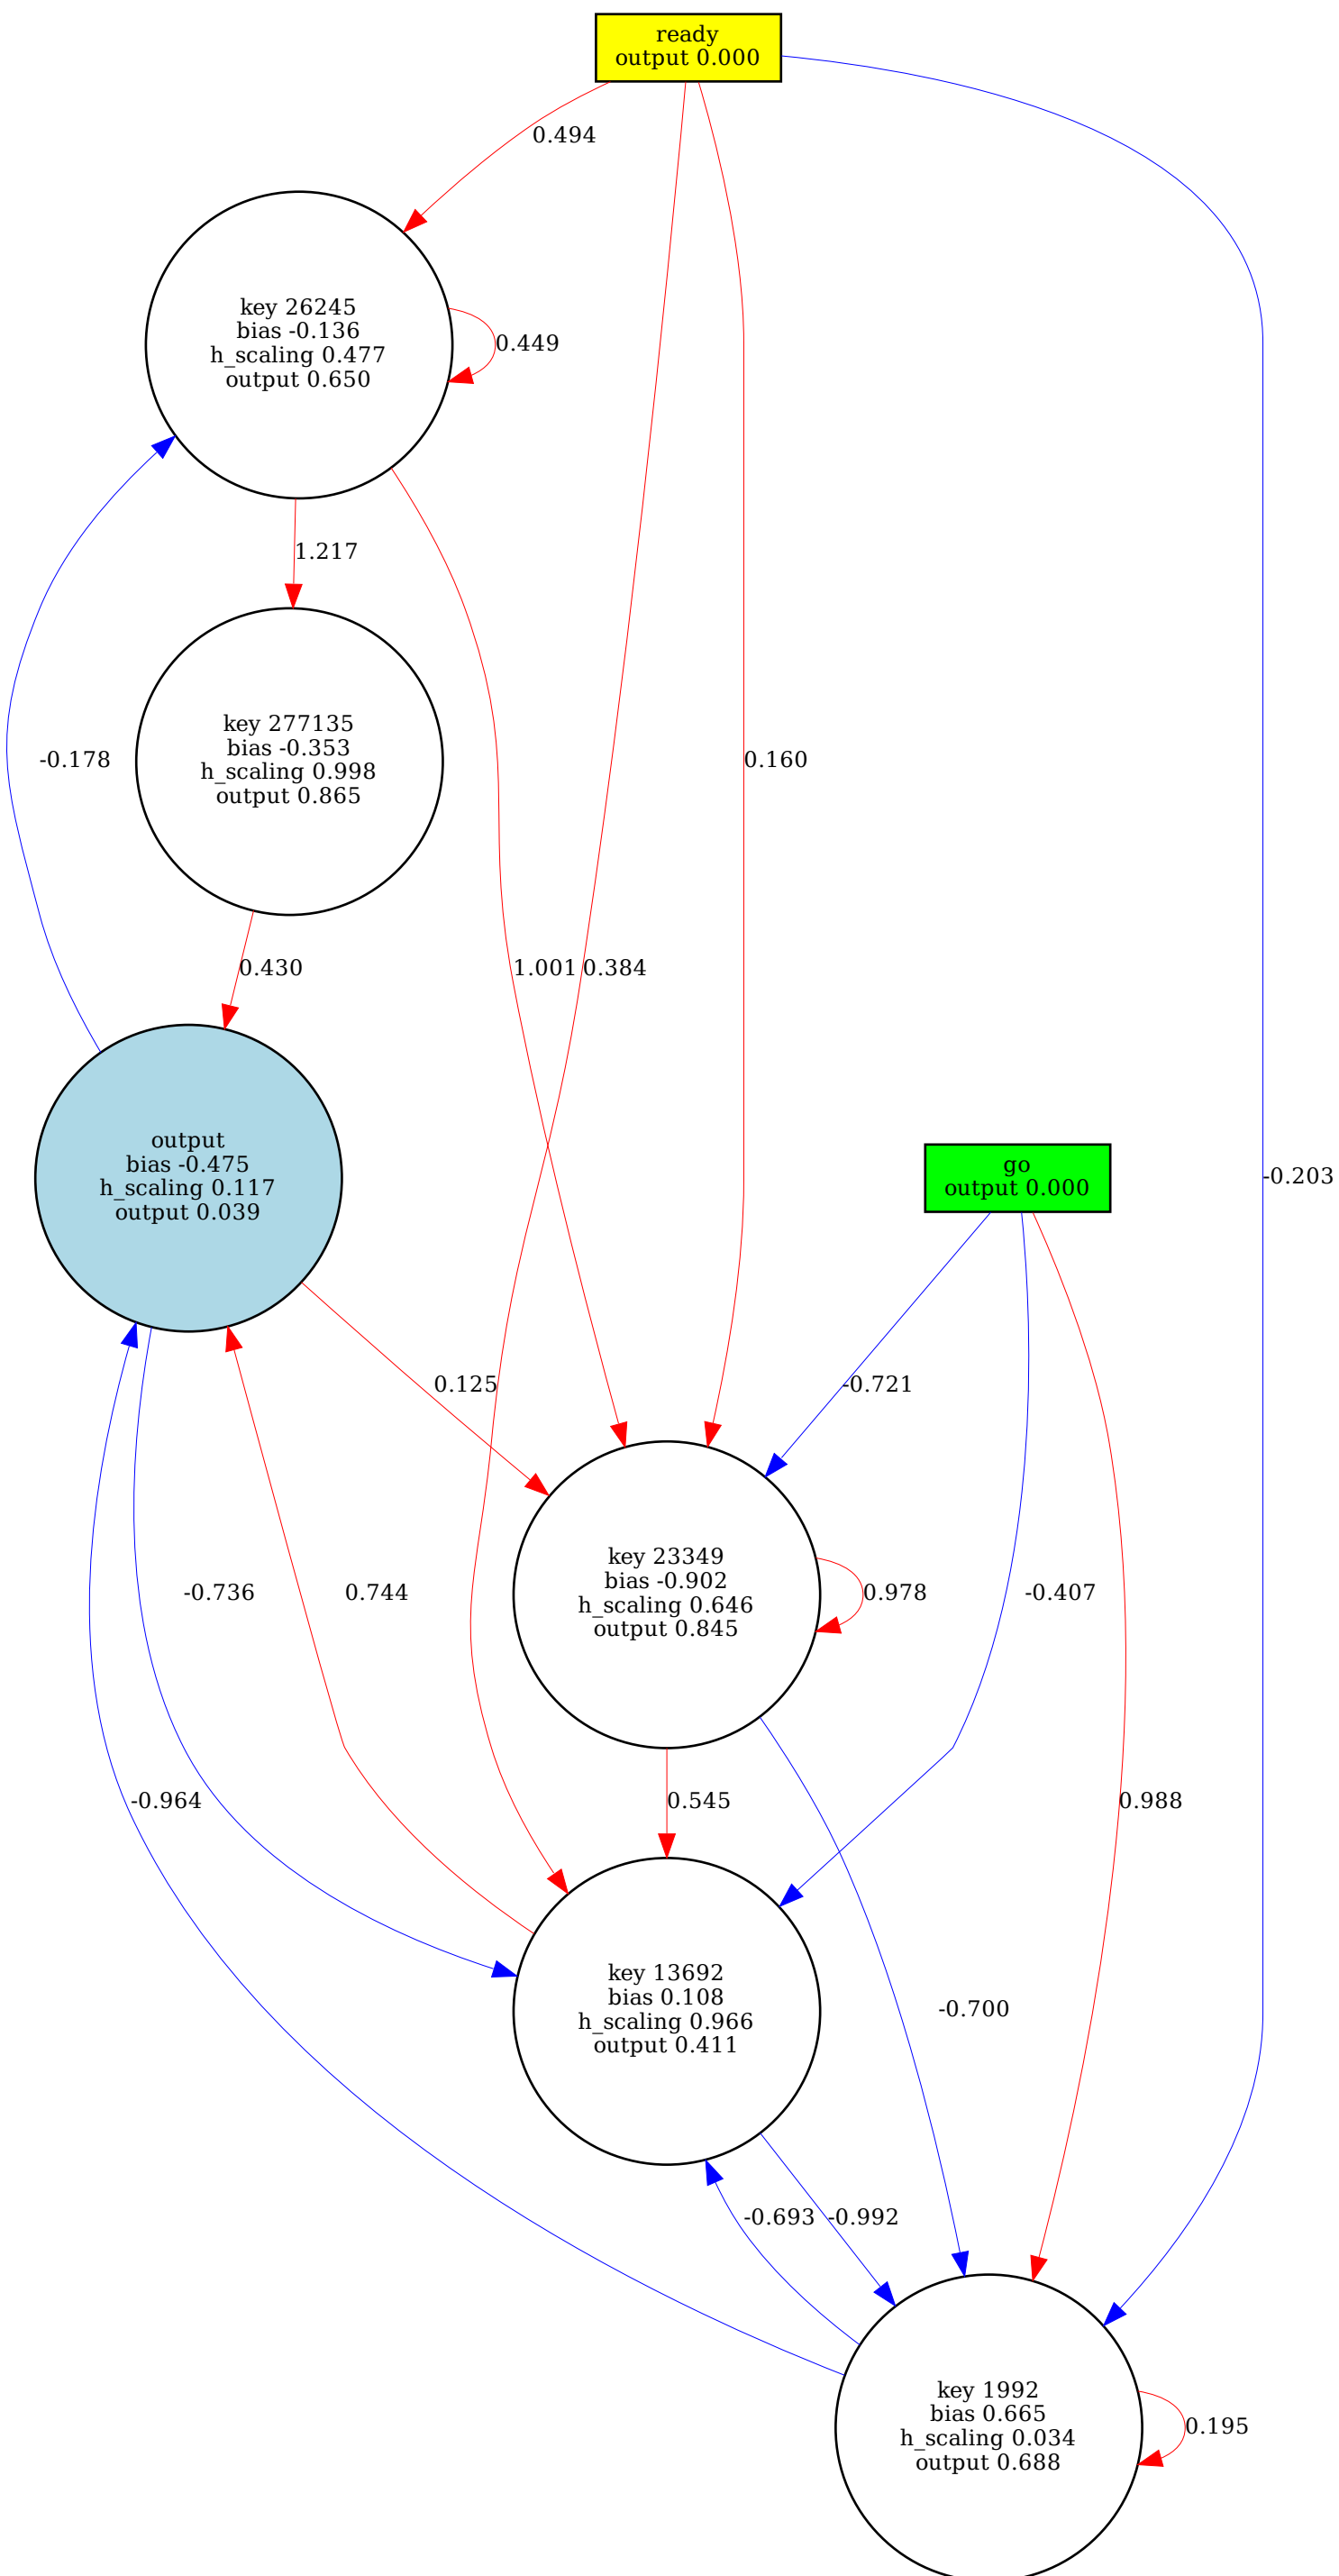 ready
output 0.000
0.494
key 26245
bias -0.136
h_scaling 0.477
output 0.650
0.449
1.217
key 277135
bias -0.353
h_scaling 0.998
output 0.865
-0.178
0.160
0.430
1.001
0.384
output
bias -0.475
h_scaling 0.117
output 0.039
go
output 0.000
-0.203
0.125
-0.721
key 23349
bias -0.902
h_scaling 0.646
output 0.845
-0.736
0.744
0.978
-0.407
-0.964
0.545
0.988
key 13692
bias 0.108
h_scaling 0.966
output 0.411
-0.700
-0.693
-0.992
key 1992
bias 0.665
h_scaling 0.034
output 0.688
0.195